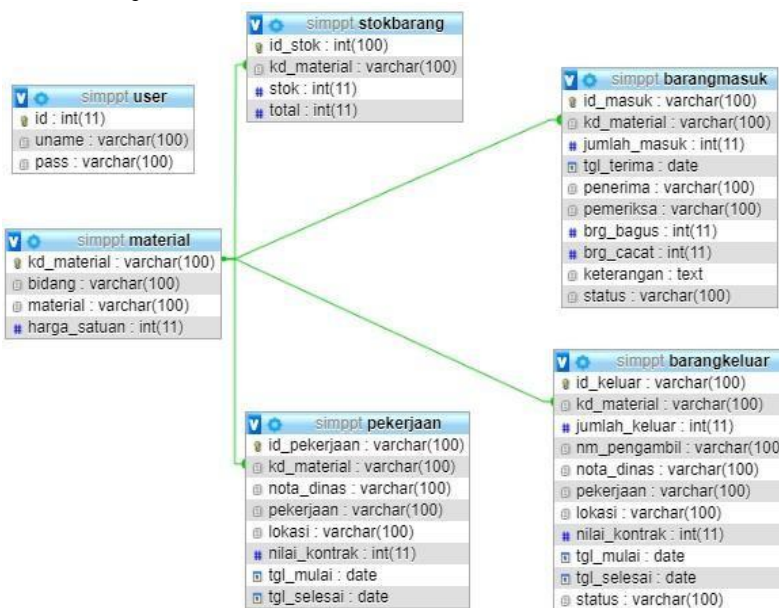 simppt stokbarang
id_stok : int(100)
kd_material : varchar(100)
stok : int(11)
total : int(11)
simppt user
id : int(11)
uname : varchar(100)
pass : varchar(100)
simppt barangmasuk
id_masuk : varchar(100)
kd_material : varchar(100)
jumlah_masuk : int(11)
tgl_terima : date
penerima : varchar(100)
pemeriksa : varchar(100)
brg_bagus : int(11)
brg_cacat : int(11)
keterangan : text
status : varchar(100)
simppt material
kd_material : varchar(100)
bidang : varchar(100)
material : varchar(100)
harga_satuan : int(11)
simppt pekerjaan
id_pekerjaan : varchar(100)
kd_material : varchar(100)
nota_dinas : varchar(100)
pekerjaan : varchar(100)
lokasi : varchar(100)
nilai_kontrak : int(11)
tgl_mulai : date
tgl_selesai : date
simppt barangkeluar
id_keluar : varchar(100)
kd_material : varchar(100)
jumlah_keluar : int(11)
nm_pengambil : varchar(100
nota_dinas : varchar(100)
pekerjaan : varchar(100)
lokasi : varchar(100)
nilai_kontrak : int(11)
tgl_mulai : date
tgl_selesai : date
status : varchar(100)